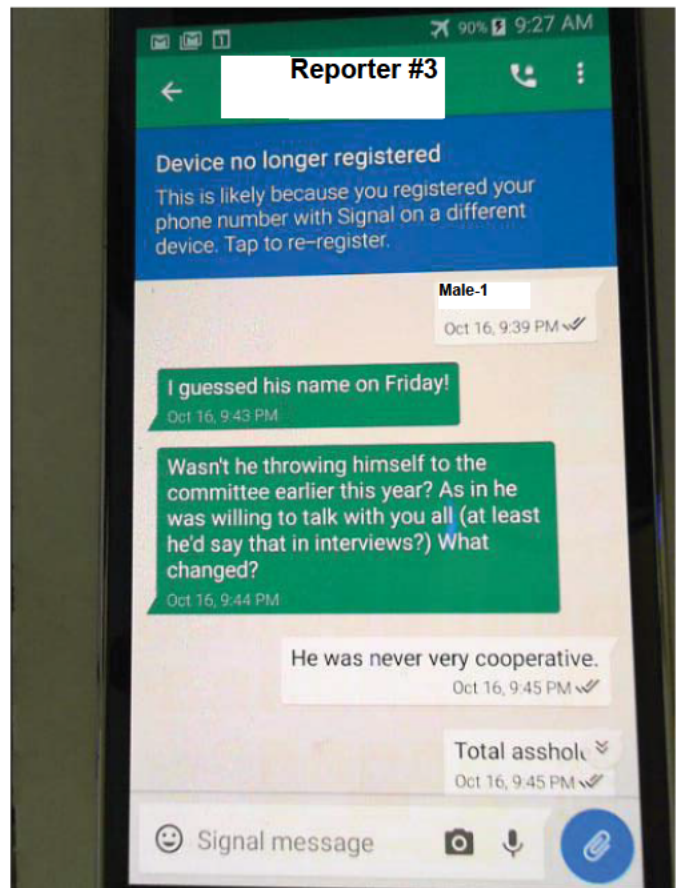 90% 9:27 AM
Reporter #3
Device no longer registered
This is likely because you registered your
phone number with Signal on a different
device. Tap to re-register.
Male-1
Oct 16, 9:39 PM
I guessed his name on Friday!
Oct 16, 9:43 PM
Wasn't he throwing himself to the
committee earlier this year? As in he
was willing to talk with you all (at least
he'd say that in interviews?) What
changed?
Oct 16, 9:44 PM
He was never very cooperative.
Oct 16, 9:45 PM
Total asshol
Oct 16, 9:45 PM
Signal message